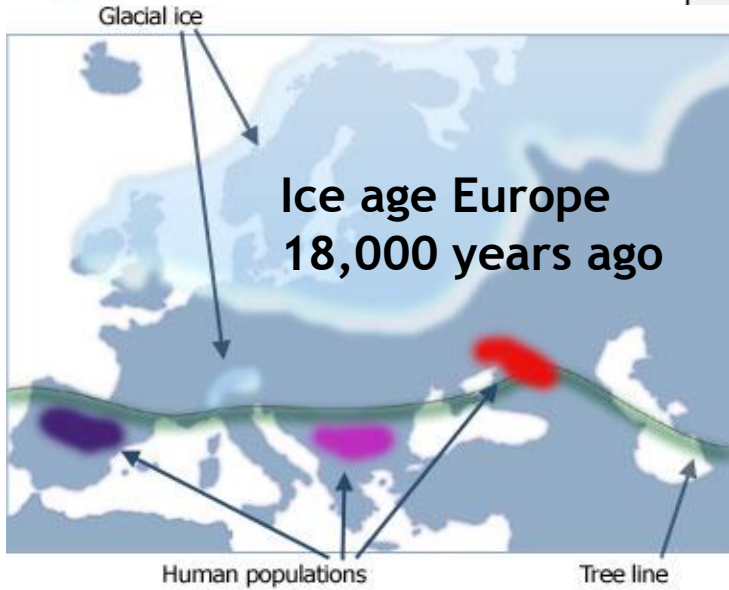 Glacial ice
Ice age Europe
18,000 years ago
Human populations
Tree line